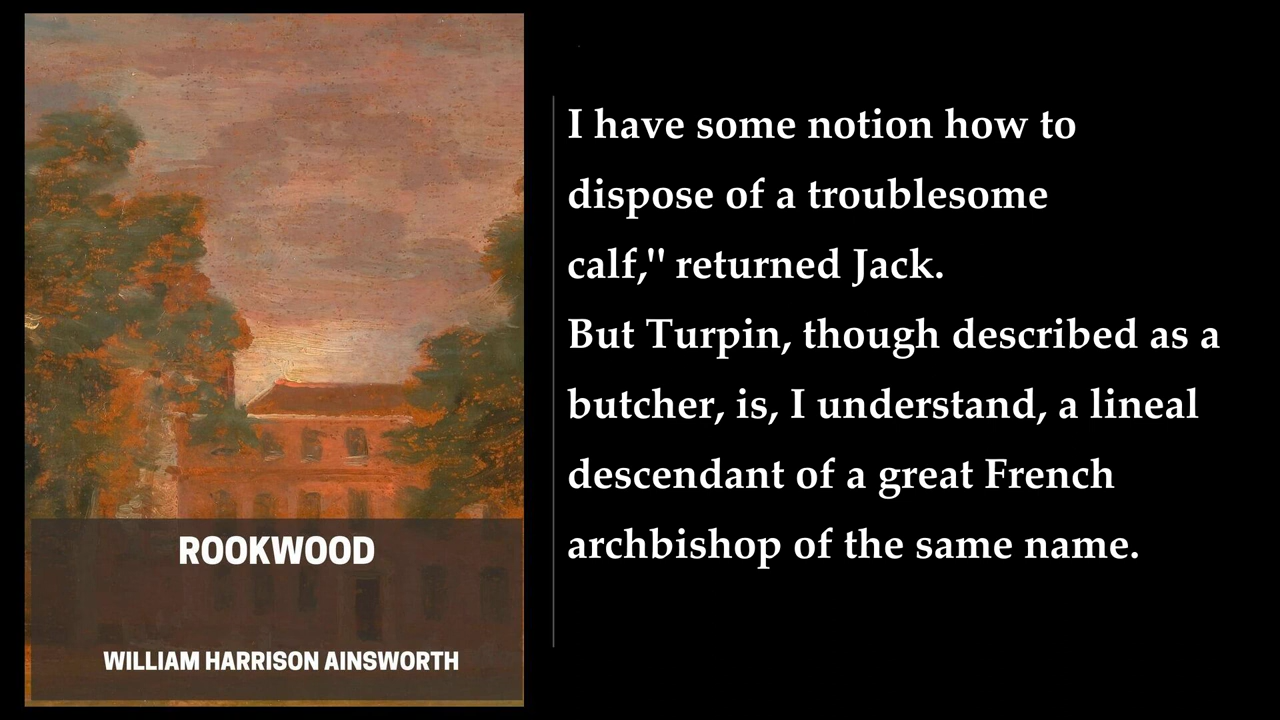 ROOKWOOD
WILLIAM HARRISON AINSWORTH
I have some notion how to
dispose of a troublesome
calf," returned Jack.
But Turpin, though described as a
butcher, is, I understand, a lineal
descendant of a great French
archbishop of the same name.